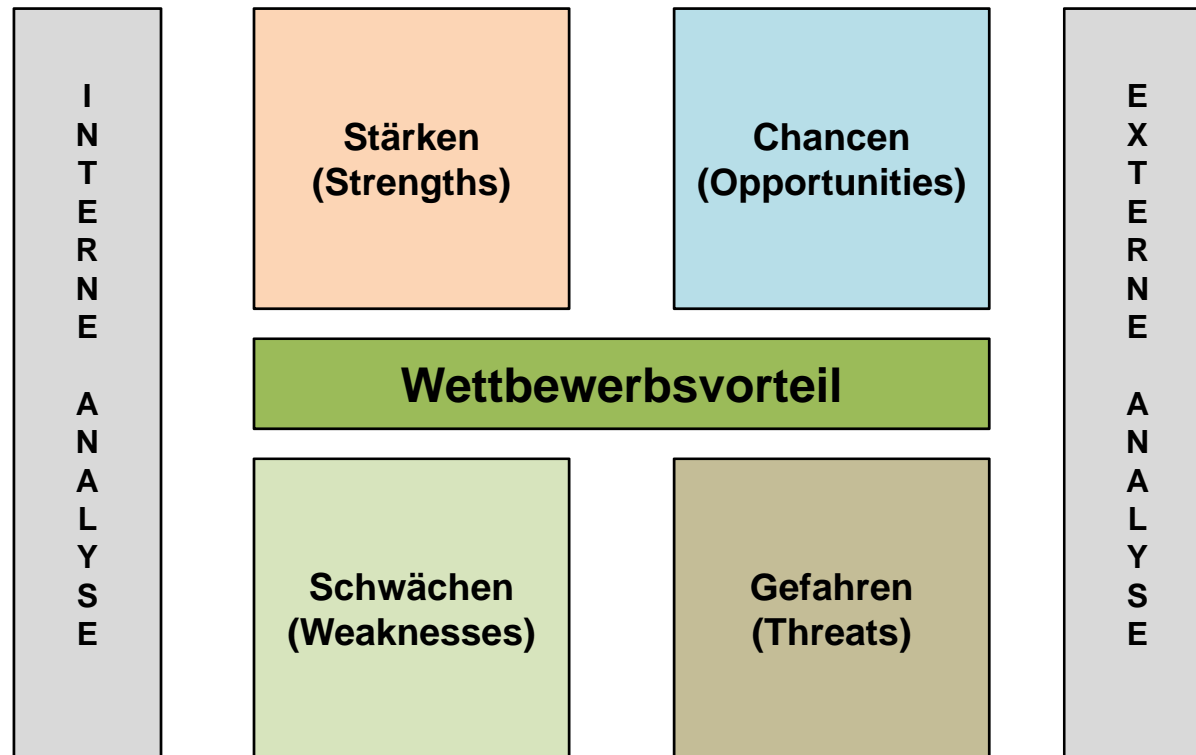 INTERNE ANALYSE
Stärken
(Strengths)
Chancen
(Opportunities)
Wettbewerbsvorteil
Schwächen
(Weaknesses)
Gefahren
(Threats)
EXTERNE ANALYSE